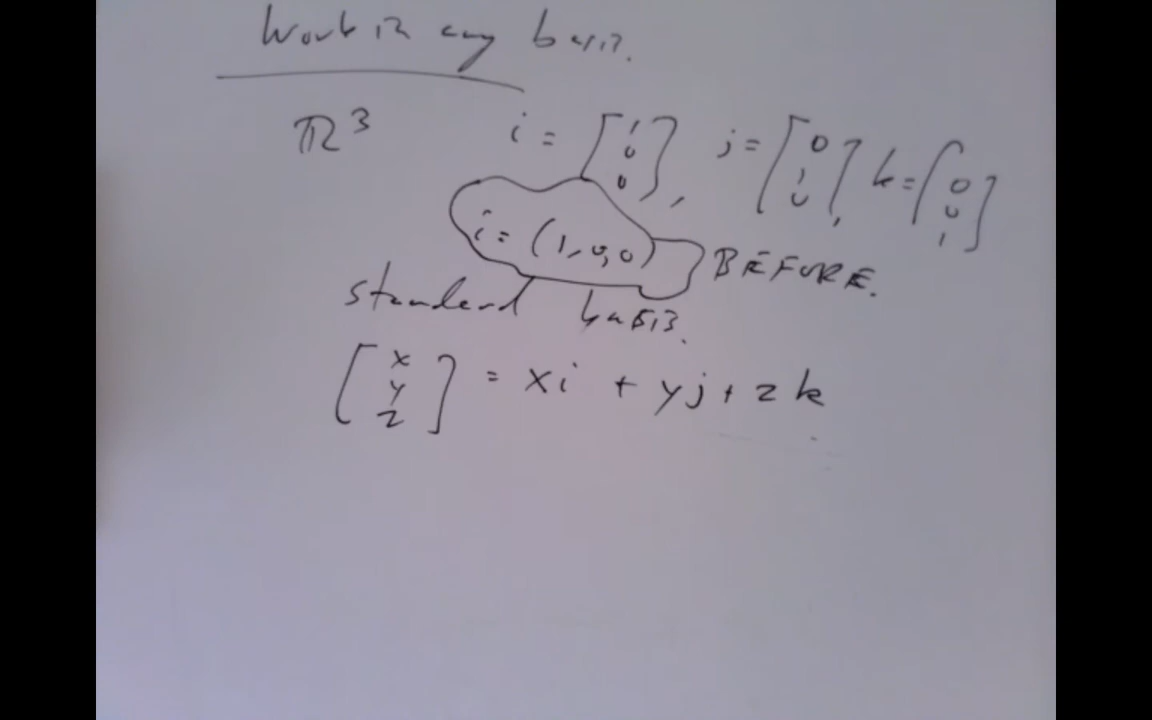 Work in any basis.
ℝ³ i = [1 0 0], j = [0 1 0], k = [0 0 1]
i = (1, 0, 0) BEFORE.
standard basis.
[x y z] = xi + yj + zk